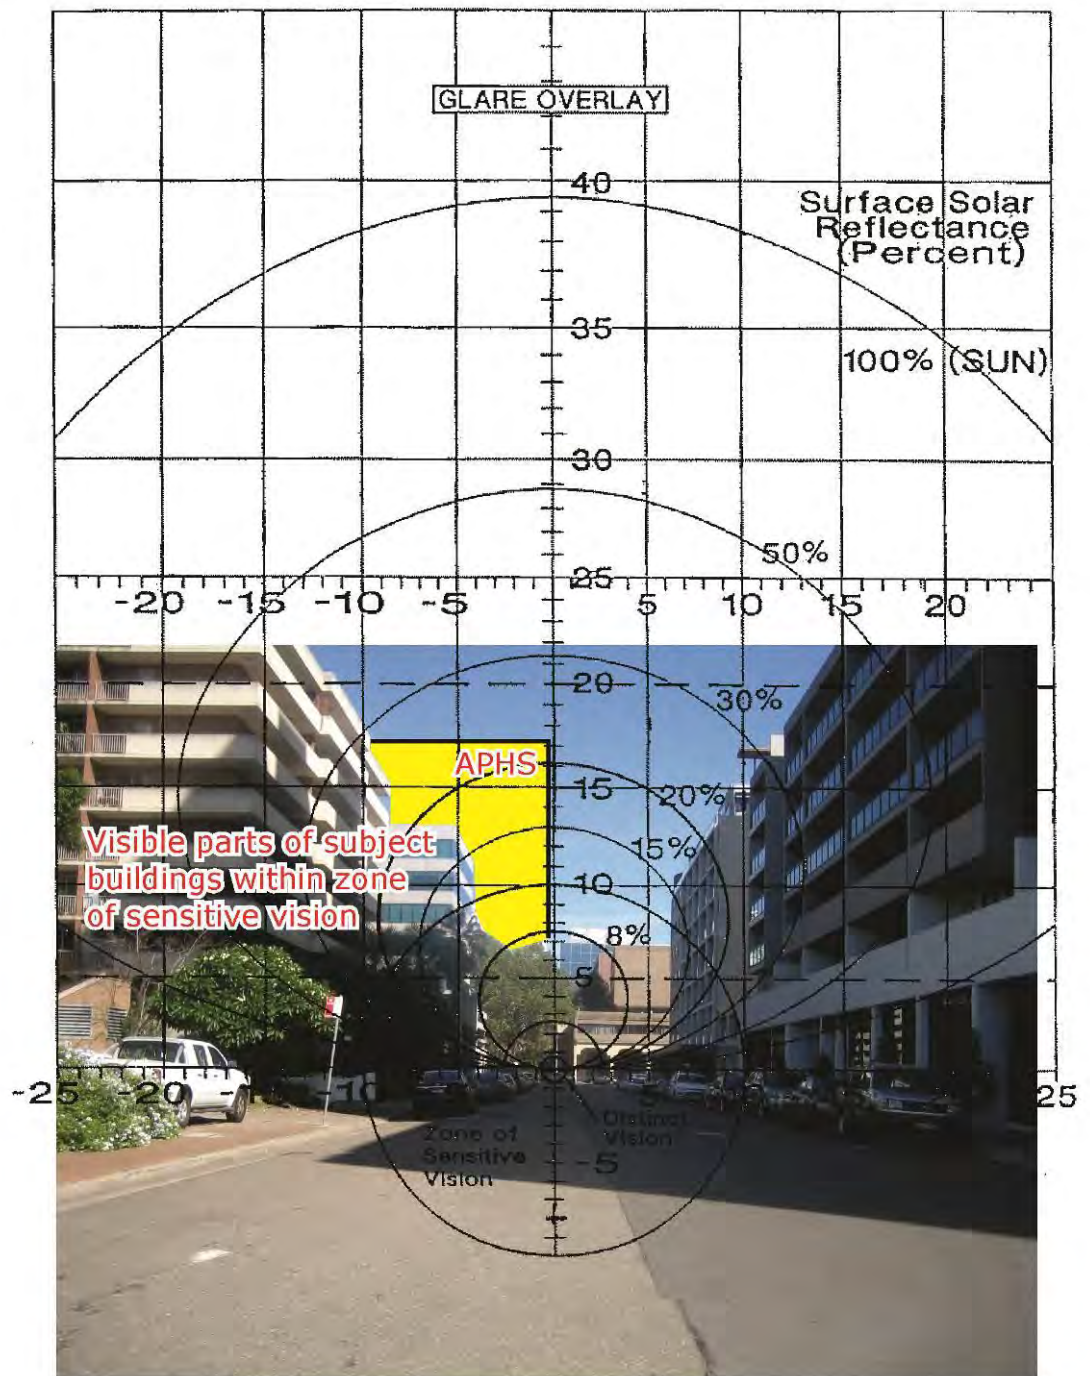 GLARE OVERLAY
40
Surface Solar
Reflectance
(Percent)
35
100% (SUN)
30
50%
25
-20 -15 -10 -5 5 10 15 20
20
30%
APHS
15
20%
Visible parts of subject
buildings within zone
of sensitive vision
15%
10
8%
5
-25 -20 -10 25
Distinct
Vision
Zone of
Sensitive
Vision
-5